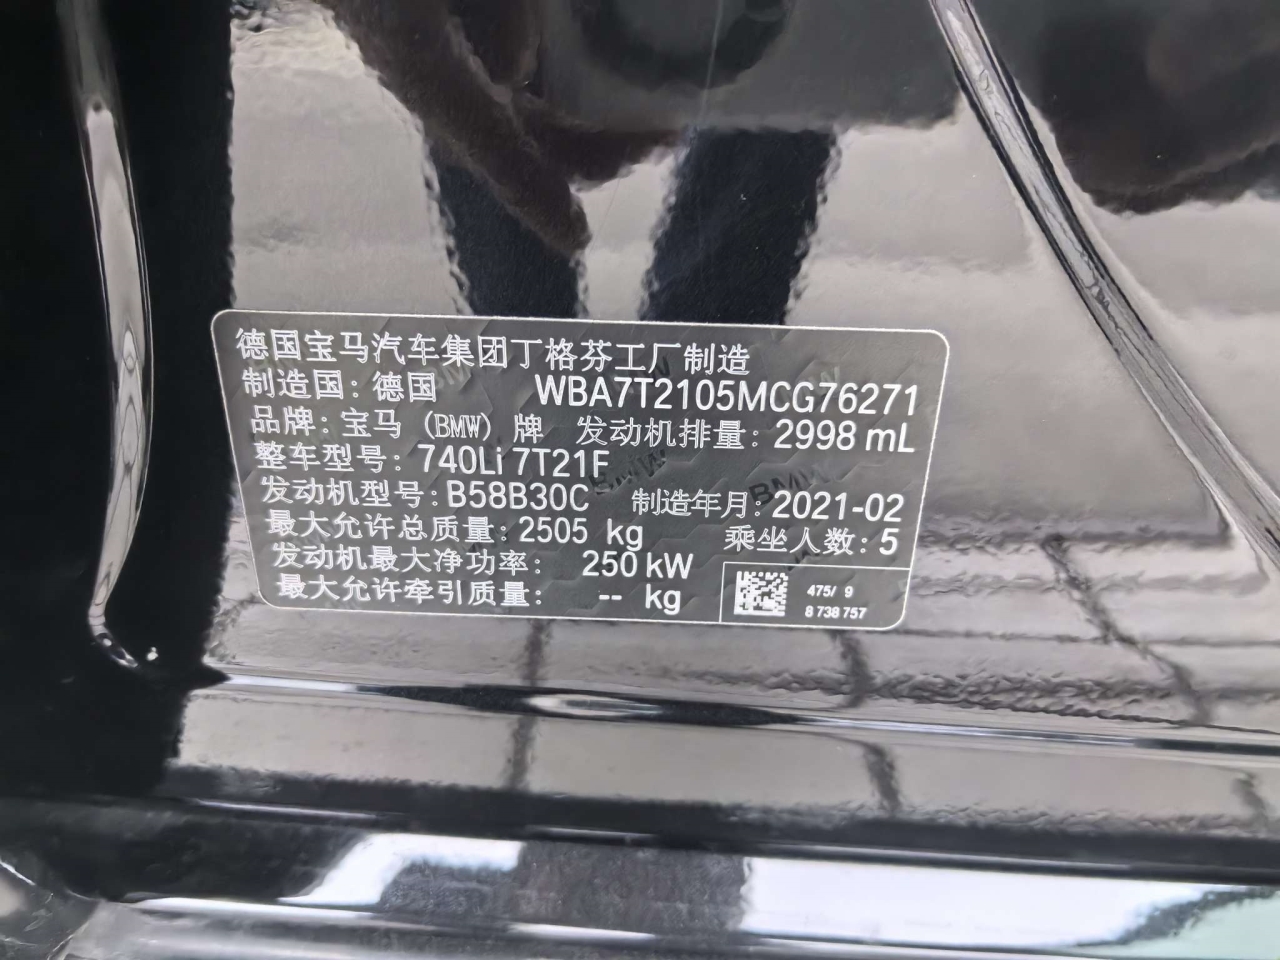 德国宝马汽车集团丁格芬工厂制造
制造国: 德国 WBA7T2105MCG76271
品牌: 宝马 (BMW) 牌 发动机排量: 2998 mL
整车型号: 740Li 7T21F
发动机型号: B58B30C 制造年月: 2021-02
最大允许总质量: 2505 kg 乘坐人数: 5
发动机最大净功率: 250 kW
最大允许牵引质量: -- kg
475/ 9
8 738 757